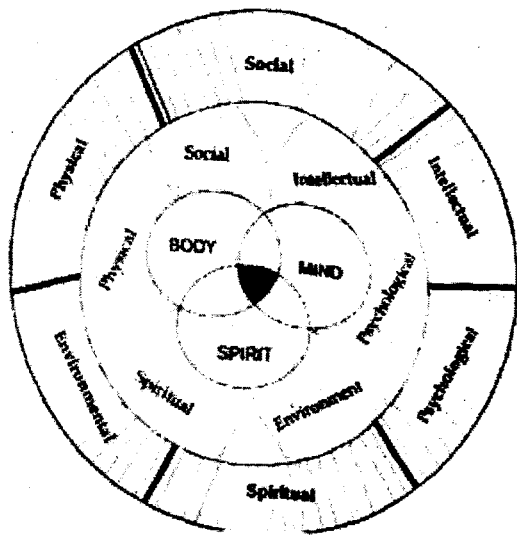 Social
Physical
Intellectual
Social
Intellectual
Physical
BODY
MIND
Psychological
SPIRIT
Environmental
Spiritual
Environment
Psychological
Spiritual